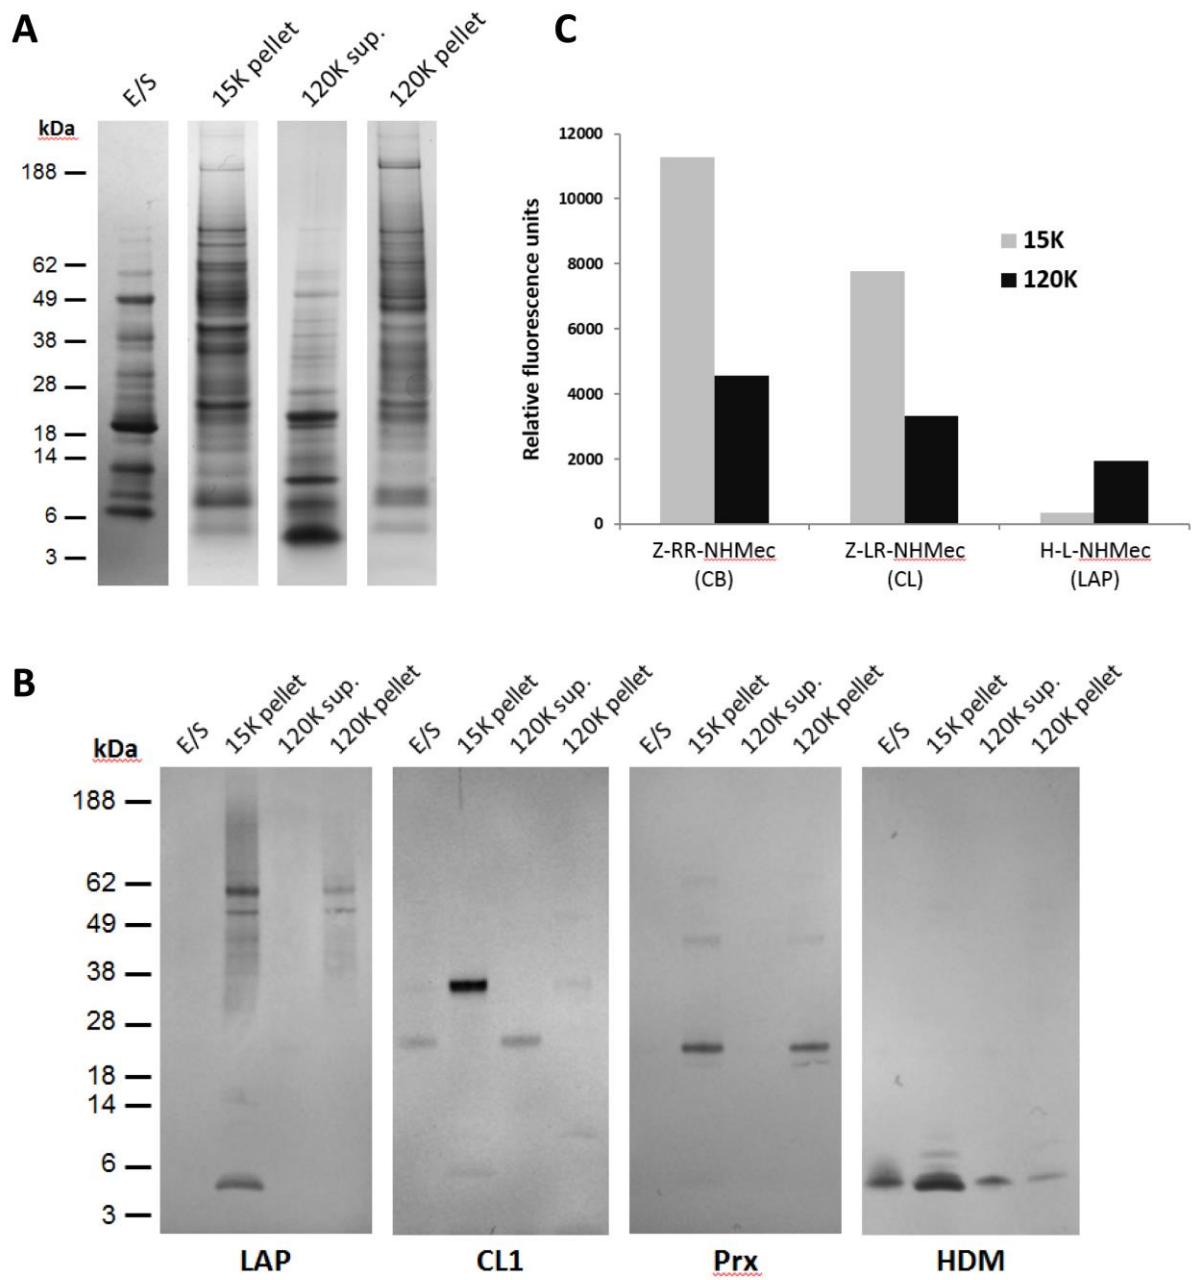 A
E/S
15K pellet
120K sup.
120K pellet
kDa
188
62
49
38
28
18
14
6
3
C
12000
10000
8000
6000
4000
2000
0
Relative fluorescence units
15K
120K
Z-RR-NHMec
(CB)
Z-LR-NHMec
(CL)
H-L-NHMec
(LAP)
B
kDa
188
62
49
38
28
18
14
6
3
E/S
15K pellet
120K sup.
120K pellet
LAP
E/S
15K pellet
120K sup.
120K pellet
CL1
E/S
15K pellet
120K sup.
120K pellet
Prx
E/S
15K pellet
120K sup.
120K pellet
HDM